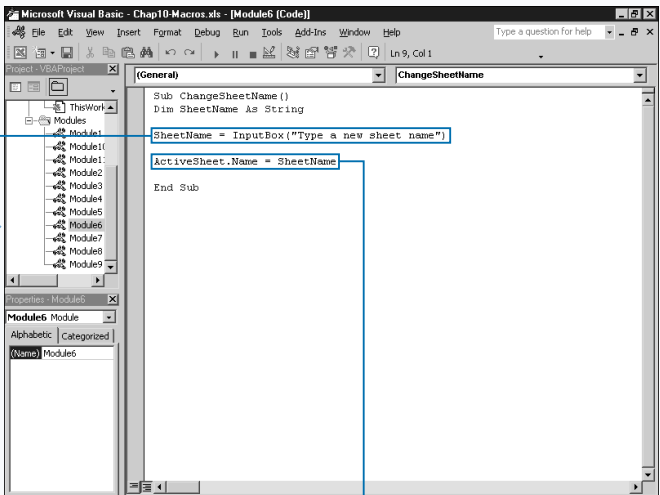 Microsoft Visual Basic - Chap10-Macros.xls - [Module6 (Code)]
File Edit View Insert Format Debug Run Tools Add-Ins Window Help
Type a question for help
Ln 9, Col 1
Project - VBAProject
(General)
ChangeSheetName
ThisWork
Modules
Module1
Module10
Module11
Module2
Module3
Module4
Module5
Module6
Module7
Module8
Module9
Sub ChangeSheetName()
Dim SheetName As String
SheetName = InputBox("Type a new sheet name")
ActiveSheet.Name = SheetName
End Sub
Properties - Module6
Module6 Module
Alphabetic Categorized
(Name) Module6